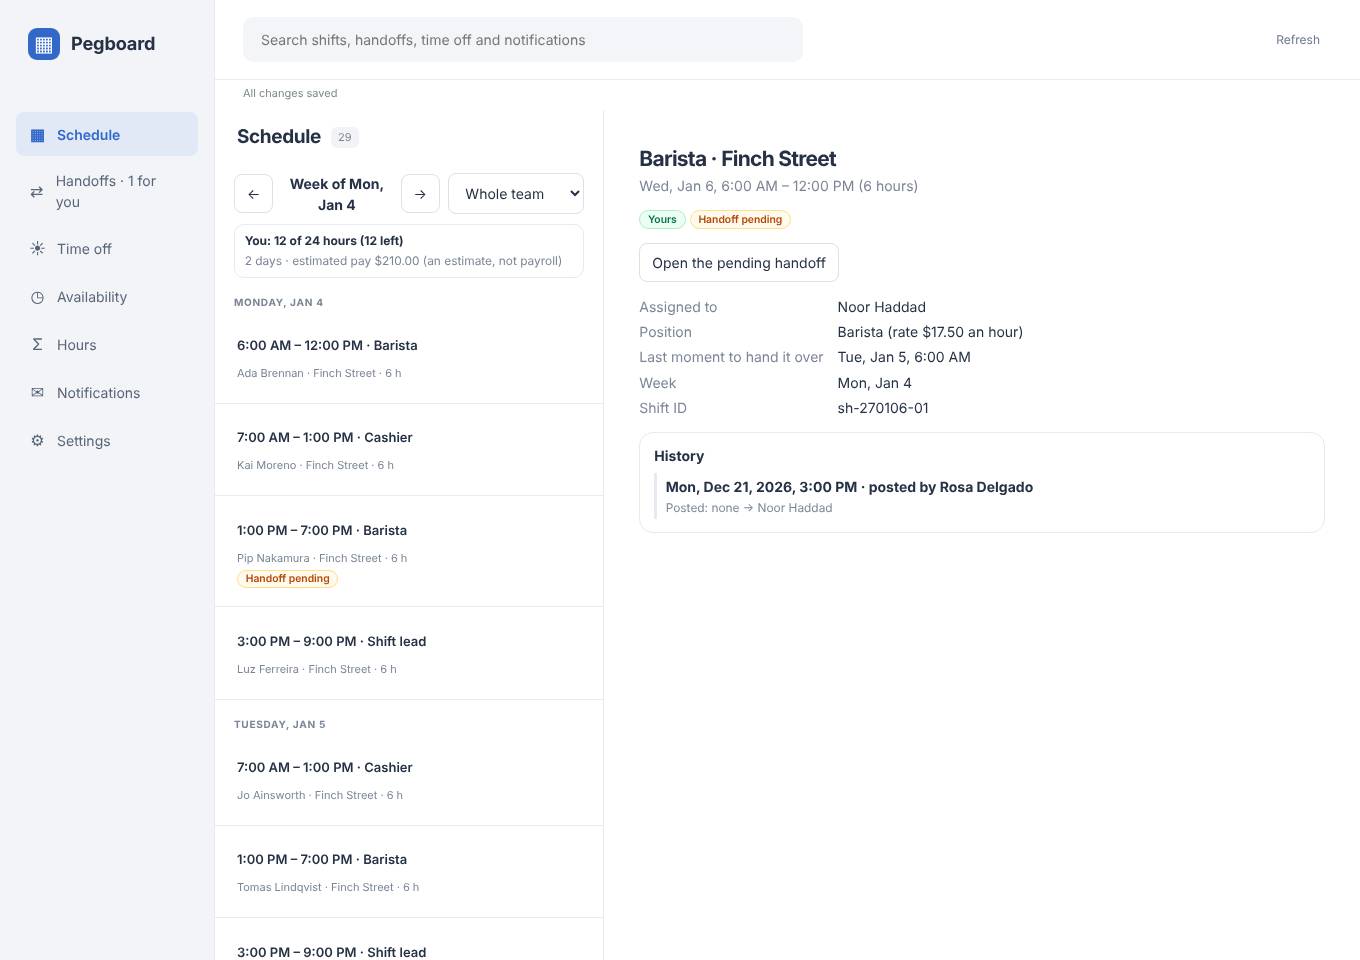 Pegboard
Schedule
Handoffs · 1 for
you
Time off
Availability
Hours
Notifications
Settings
Search shifts, handoffs, time off and notifications
Refresh
All changes saved
Schedule 29
Week of Mon,
Jan 4
Whole team
You: 12 of 24 hours (12 left)
2 days · estimated pay $210.00 (an estimate, not payroll)
MONDAY, JAN 4
6:00 AM – 12:00 PM · Barista
Ada Brennan · Finch Street · 6 h
7:00 AM – 1:00 PM · Cashier
Kai Moreno · Finch Street · 6 h
1:00 PM – 7:00 PM · Barista
Pip Nakamura · Finch Street · 6 h
Handoff pending
3:00 PM – 9:00 PM · Shift lead
Luz Ferreira · Finch Street · 6 h
TUESDAY, JAN 5
7:00 AM – 1:00 PM · Cashier
Jo Ainsworth · Finch Street · 6 h
1:00 PM – 7:00 PM · Barista
Tomas Lindqvist · Finch Street · 6 h
3:00 PM – 9:00 PM · Shift lead
Barista · Finch Street
Wed, Jan 6, 6:00 AM – 12:00 PM (6 hours)
Yours Handoff pending
Open the pending handoff
Assigned to Noor Haddad
Position Barista (rate $17.50 an hour)
Last moment to hand it over Tue, Jan 5, 6:00 AM
Week Mon, Jan 4
Shift ID sh-270106-01
History
Mon, Dec 21, 2026, 3:00 PM · posted by Rosa Delgado
Posted: none → Noor Haddad